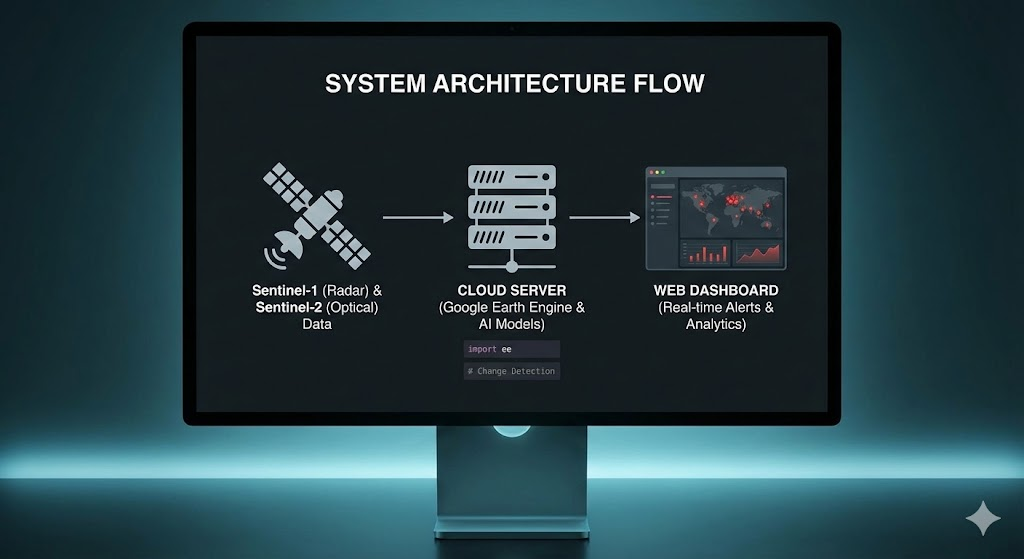 SYSTEM ARCHITECTURE FLOW
Sentinel-1 (Radar) &
Sentinel-2 (Optical)
Data
CLOUD SERVER
(Google Earth Engine &
AI Models)
import ee
# Change Detection
WEB DASHBOARD
(Real-time Alerts &
Analytics)